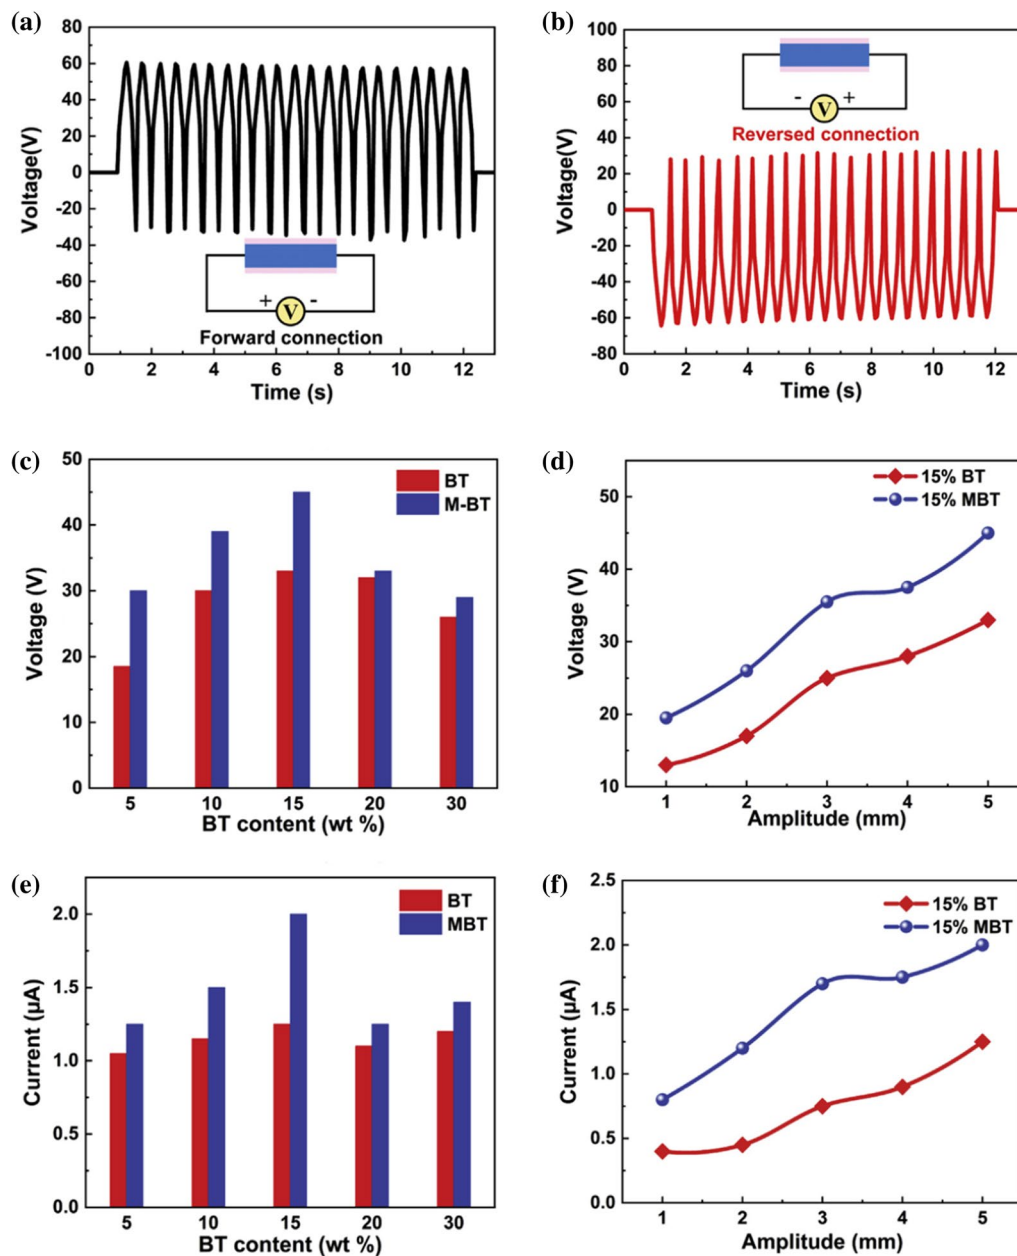 (a)
80
60
40
20
0
-20
-40
-60
-80
-100
Voltage(V)
+ -
V
Forward connection
0 2 4 6 8 10 12
Time (s)
(b)
100
80
60
40
20
0
-20
-40
-60
-80
Voltage(V)
- +
V
Reversed connection
0 2 4 6 8 10 12
Time (s)
(c)
50
40
30
20
10
0
Voltage (V)
BT
M-BT
5 10 15 20 30
BT content (wt %)
(d)
50
40
30
20
10
Voltage (V)
15% BT
15% MBT
1 2 3 4 5
Amplitude (mm)
(e)
2.0
1.5
1.0
0.5
0.0
Current (μA)
BT
MBT
5 10 15 20 30
BT content (wt %)
(f)
2.5
2.0
1.5
1.0
0.5
0.0
Current (μA)
15% BT
15% MBT
1 2 3 4 5
Amplitude (mm)